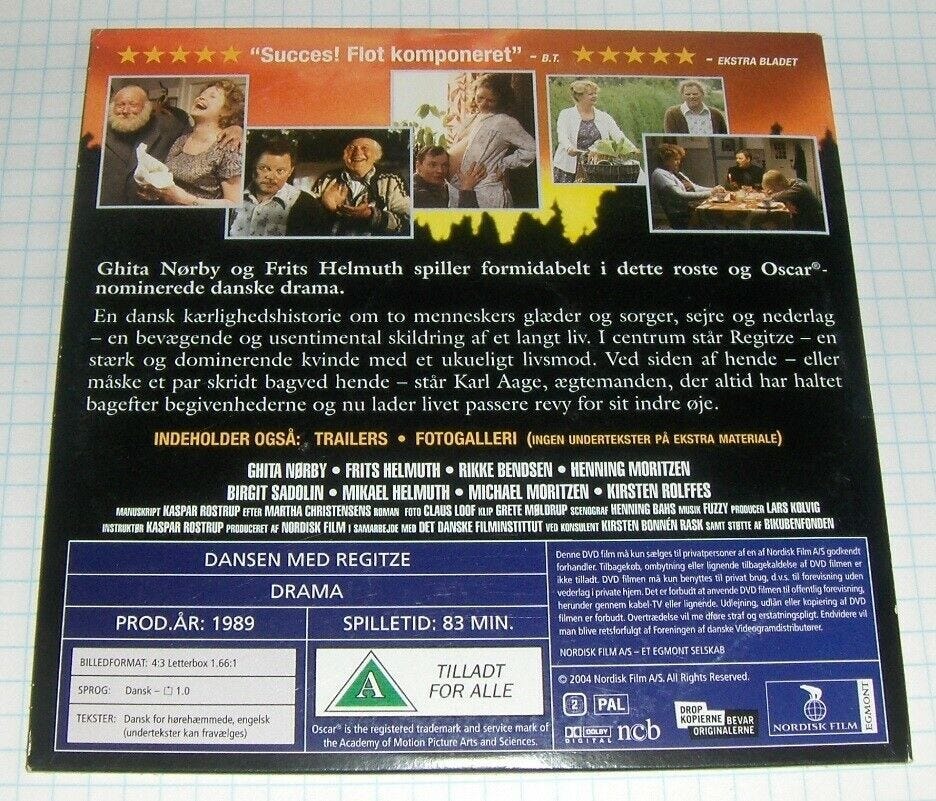 ★★★★★ "Succes! Flot komponeret" - B.T. ★★★★★ - EKSTRA BLADET
Ghita Nørby og Frits Helmuth spiller formidabelt i dette roste og Oscar®-
nominerede danske drama.
En dansk kærlighedshistorie om to menneskers glæder og sorger, sejre og nederlag
– en bevægende og usentimental skildring af et langt liv. I centrum står Regitze – en
stærk og dominerende kvinde med et ukueligt livsmod. Ved siden af hende – eller
måske et par skridt bagved hende – står Karl Aage, ægtemanden, der altid har haltet
bagefter begivenhederne og nu lader livet passere revy for sit indre øje.
INDEHOLDER OGSÅ: TRAILERS • FOTOGALLERI (INGEN UNDERTEKSTER PÅ EKSTRA MATERIALE)
GHITA NØRBY • FRITS HELMUTH • RIKKE BENDSEN • HENNING MORITZEN
BIRGIT SADOLIN • MIKAEL HELMUTH • MICHAEL MORITZEN • KIRSTEN ROLFFES
MANUSKRIPT KASPAR ROSTRUP EFTER MARTHA CHRISTENSENS ROMAN FOTO CLAUS LOOF KLIP GRETE MØLDRUP SCENOGRAF HENNING BAHS MUSIK FUZZY PRODUCER LARS KOLVIG
INSTRUKTØR KASPAR ROSTRUP PRODUCERET AF NORDISK FILM I SAMARBEJDE MED DET DANSKE FILMINSTITTUT VED KONSULENT KIRSTEN BONNÉN RASK SAMT STØTTE AF BIKUBENFONDEN
DANSEN MED REGITZE
DRAMA
PROD.ÅR: 1989
SPILLETID: 83 MIN.
BILLEDFORMAT: 4:3 Letterbox 1.66:1
SPROG: Dansk – 1.0
TEKSTER: Dansk for hørehæmmede, engelsk
(undertekster kan fravælges)
A
TILLADT
FOR ALLE
Oscar® is the registered trademark and service mark of
the Academy of Motion Picture Arts and Sciences.
Denne DVD film må kun sælges til privatpersoner af en af Nordisk Film A/S godkendt
forhandler. Tilbagekøb, ombytning eller lignende tilbagekaldelse af DVD filmen er
ikke tilladt. DVD filmen må kun benyttes til privat brug, d.v.s. til forevisning uden
vederlag i private hjem. Det er forbudt at anvende DVD filmen til offentlig forevisning,
herunder gennem kabel-TV eller lignende. Udlejning, udlån eller kopiering af DVD
filmen er forbudt. Overtrædelse vil me dføre straf og erstatningspligt. Endvidere vil
man blive retsforfulgt af Foreningen af danske Videogramdistributører.
NORDISK FILM A/S – ET EGMONT SELSKAB
© 2004 Nordisk Film A/S. All Rights Reserved.
2 PAL
DOLBY
DIGITAL
ncb
DROP
KOPIERNE BEVAR
ORIGINALERNE
NORDISK FILM
EGMONT